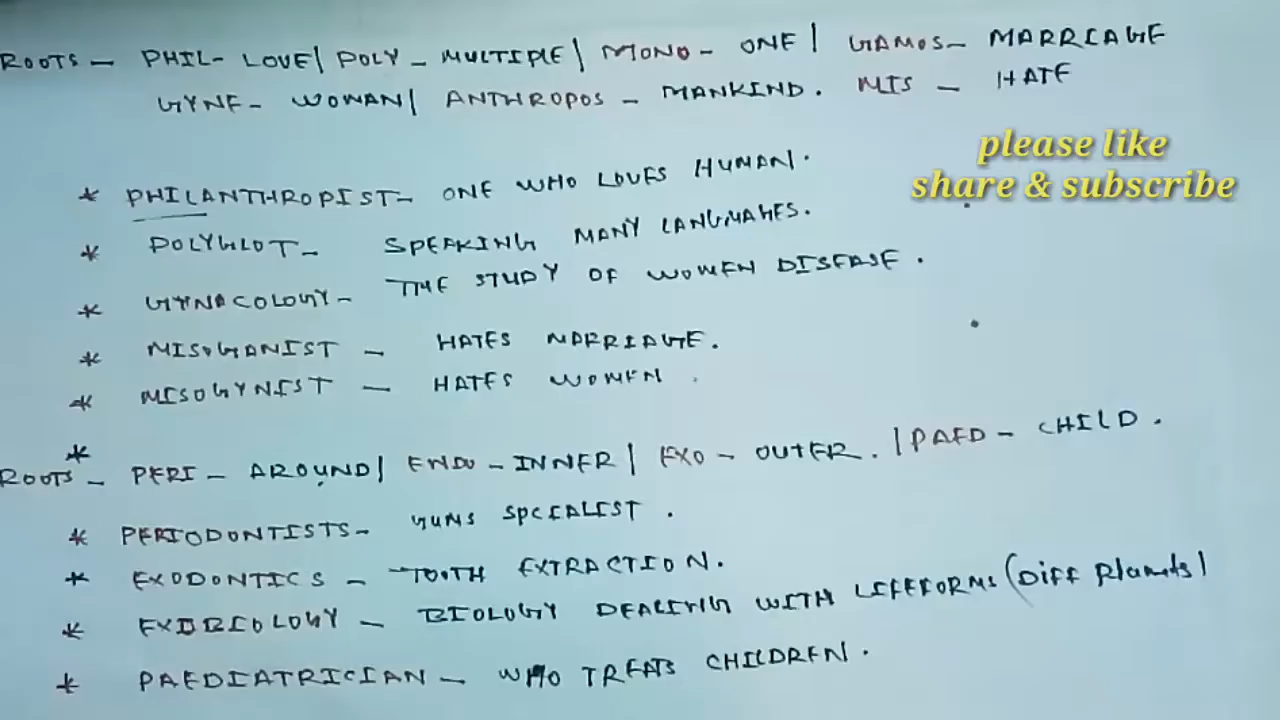 ROOTS - PHIL - LOVE | POLY - MULTIPLE | MONO - ONE | GAMOS - MARRIAGE
GYNE - WOMAN | ANTHROPOS - MANKIND. MIS - HATE
please like
share & subscribe
* PHILANTHROPIST - ONE WHO LOVES HUMAN.
* POLYGLOT - SPEAKING MANY LANGUAGES.
* GYNACOLOGY - THE STUDY OF WOMEN DISEASE.
* MISOGAMIST - HATES MARRIAGE.
* MISOGYNIST - HATES WOMEN.
*
ROOTS - PERI - AROUND | ENDO - INNER | EXO - OUTER. | PAED - CHILD.
* PERIODONTISTS - GUMS SPCIALIST.
* EXODONTICS - TOOTH EXTRACTION.
* EXOBIOLOGY - BIOLOGY DEALING WITH LIFEFORMS (Diff Planets)
* PAEDIATRICIAN - WHO TREATS CHILDREN.